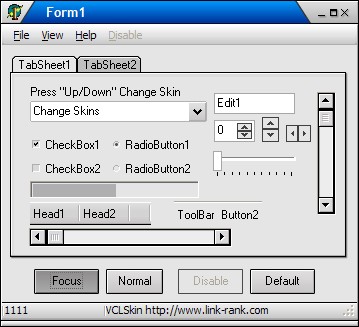 Form1
File View Help Disable
TabSheet1 TabSheet2
Press "Up/Down" Change Skin
Change Skins
Edit1
0
CheckBox1 RadioButton1
CheckBox2 RadioButton2
Head1 Head2
ToolBar Button2
Focus Normal Disable Default
1111 VCLSkin http://www.link-rank.com